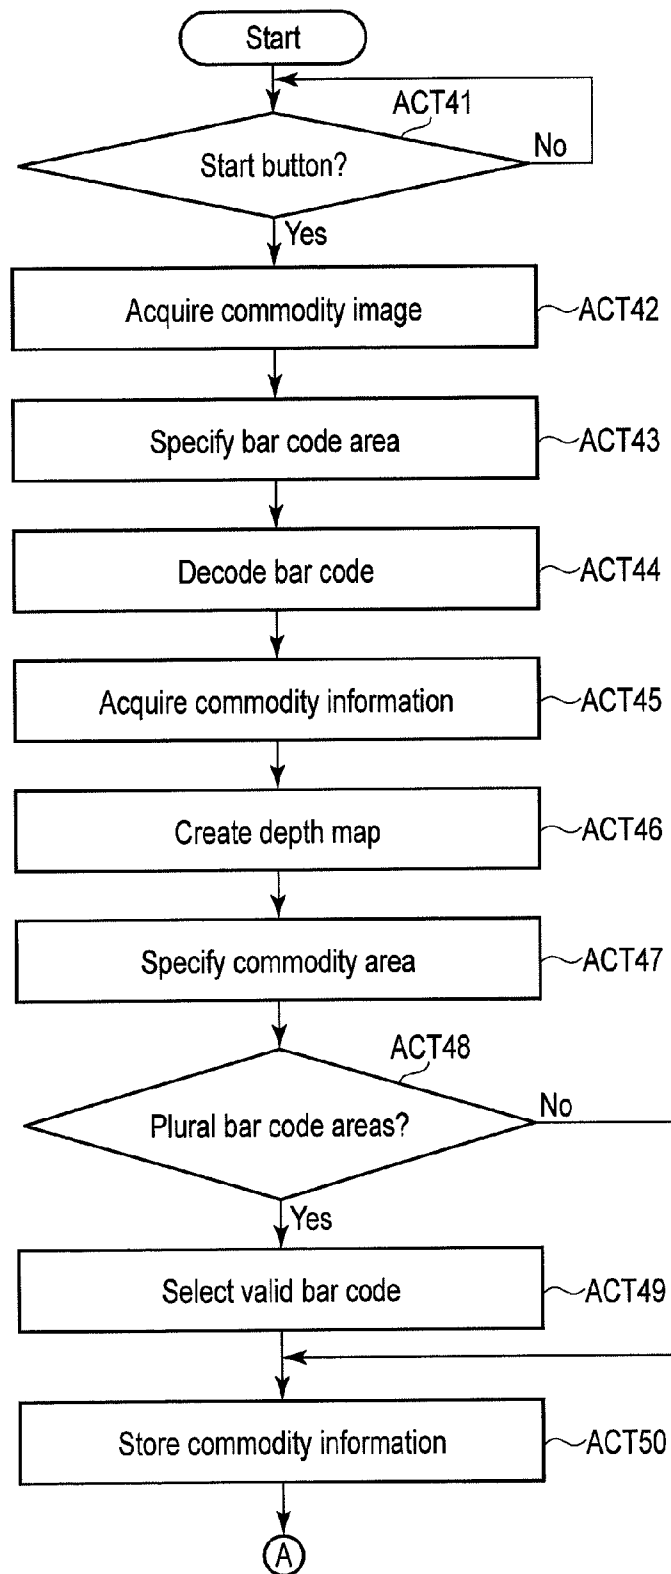 Start
ACT41
Start button?
No
Yes
Acquire commodity image
ACT42
Specify bar code area
ACT43
Decode bar code
ACT44
Acquire commodity information
ACT45
Create depth map
ACT46
Specify commodity area
ACT47
ACT48
Plural bar code areas?
No
Yes
Select valid bar code
ACT49
Store commodity information
ACT50
A